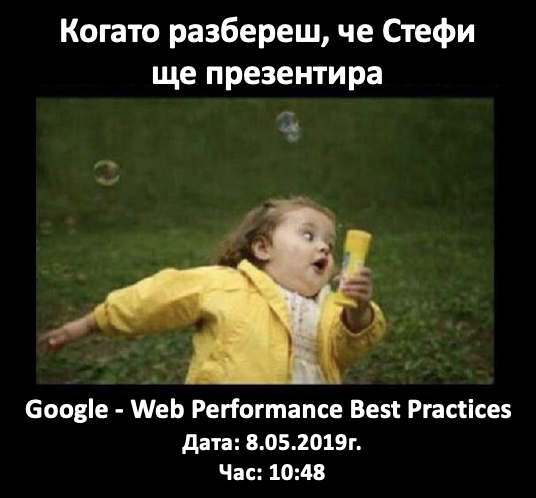 Когато разбереш, че Стефи
ще презентира
Google - Web Performance Best Practices
Дата: 8.05.2019г.
Час: 10:48